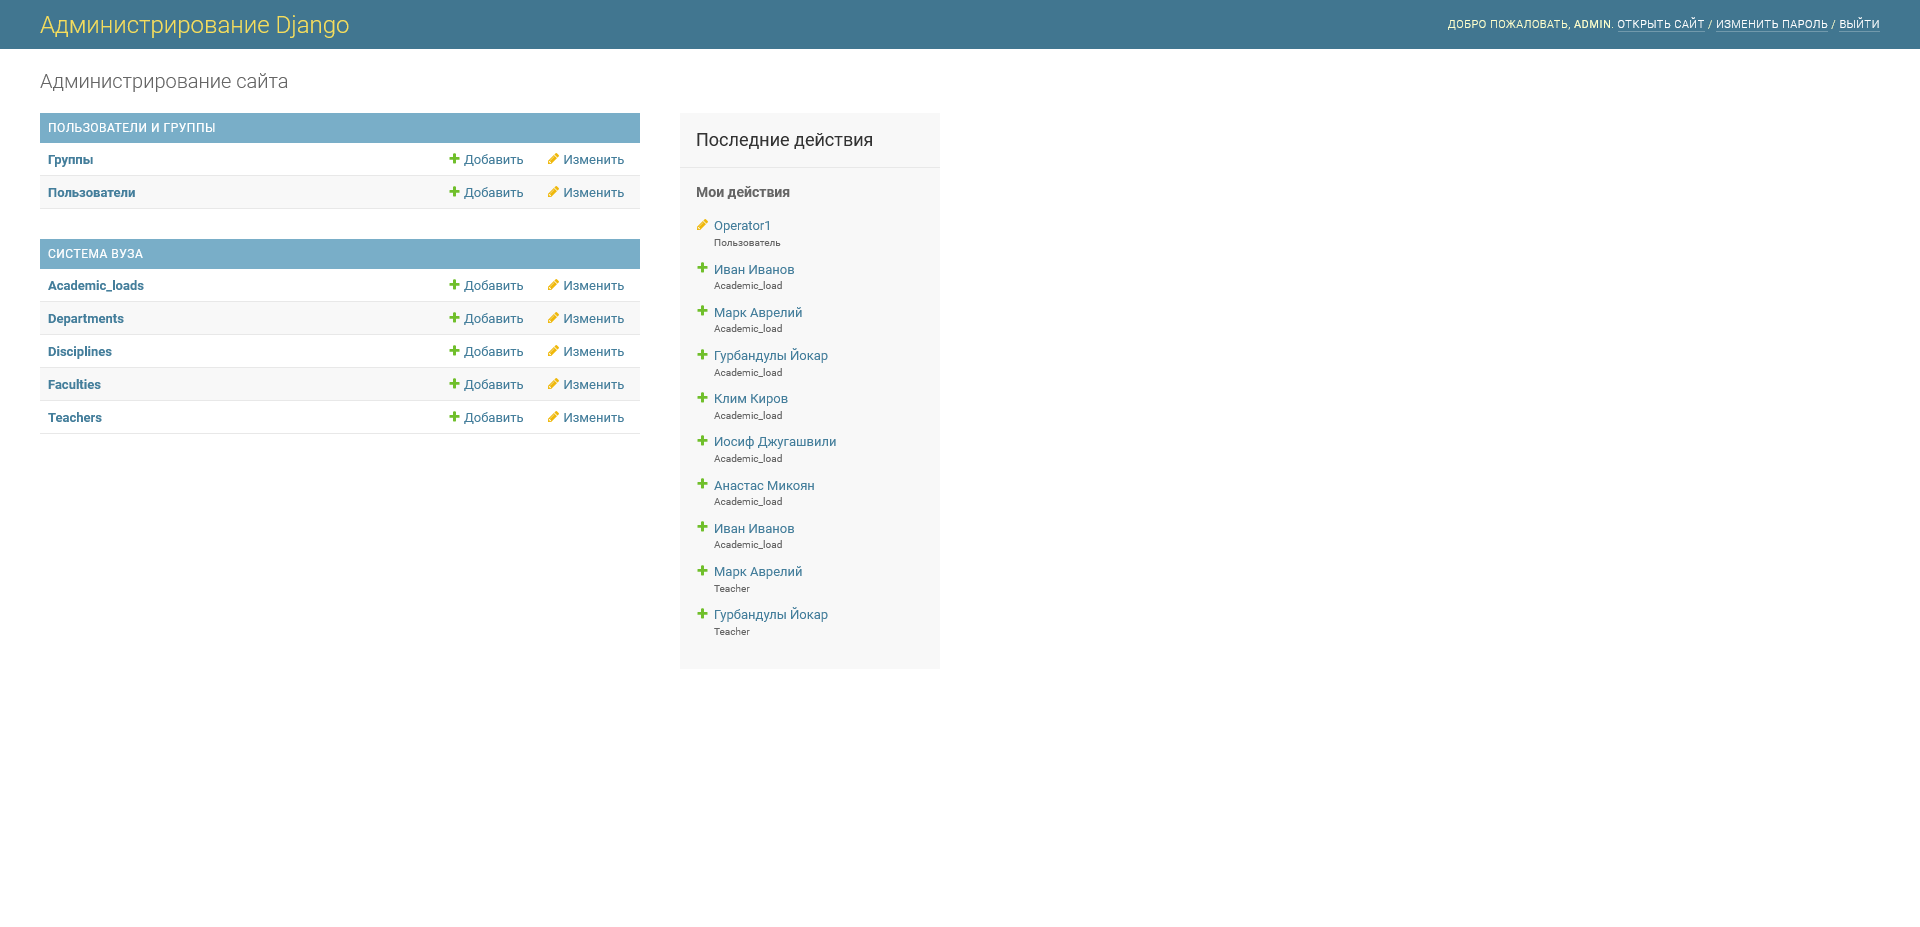 Администрирование Django
ДОБРО ПОЖАЛОВАТЬ, ADMIN. ОТКРЫТЬ САЙТ / ИЗМЕНИТЬ ПАРОЛЬ / ВЫЙТИ
Администрирование сайта
ПОЛЬЗОВАТЕЛИ И ГРУППЫ
Группы Добавить Изменить
Пользователи Добавить Изменить
СИСТЕМА ВУЗА
Academic_loads Добавить Изменить
Departments Добавить Изменить
Disciplines Добавить Изменить
Faculties Добавить Изменить
Teachers Добавить Изменить
Последние действия
Мои действия
Operator1
Пользователь
Иван Иванов
Academic_load
Марк Аврелий
Academic_load
Гурбандулы Йокар
Academic_load
Клим Киров
Academic_load
Иосиф Джугашвили
Academic_load
Анастас Микоян
Academic_load
Иван Иванов
Academic_load
Марк Аврелий
Teacher
Гурбандулы Йокар
Teacher